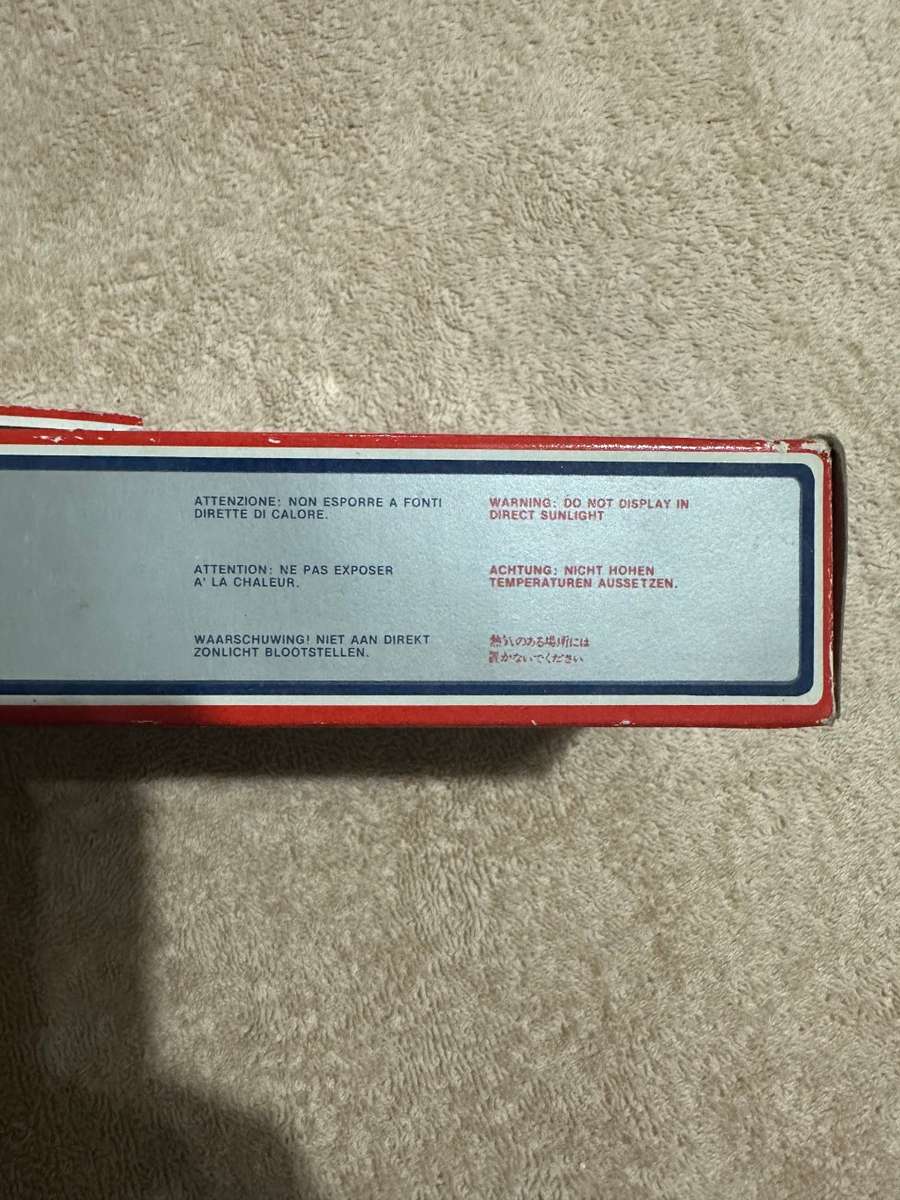 ATTENZIONE: NON ESPORRE A FONTI
DIRETTE DI CALORE.
ATTENTION: NE PAS EXPOSER
A' LA CHALEUR.
WAARSCHUWING! NIET AAN DIREKT
ZONLICHT BLOOTSTELLEN.
WARNING: DO NOT DISPLAY IN
DIRECT SUNLIGHT
ACHTUNG: NICHT HOHEN
TEMPERATUREN AUSSETZEN.
熱気のある場所には
置かないでください